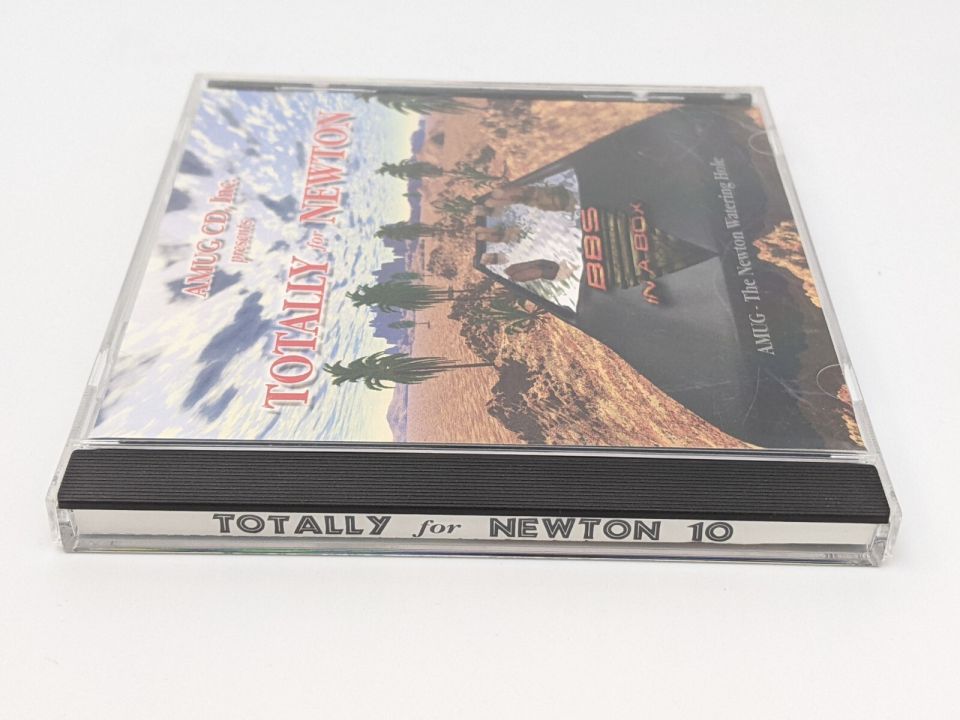 AMUG CD, Inc.
presents
TOTALLY for NEWTON
BBS
IN A BOX
AMUG - The Newton Watering Hole
TOTALLY for NEWTON 10